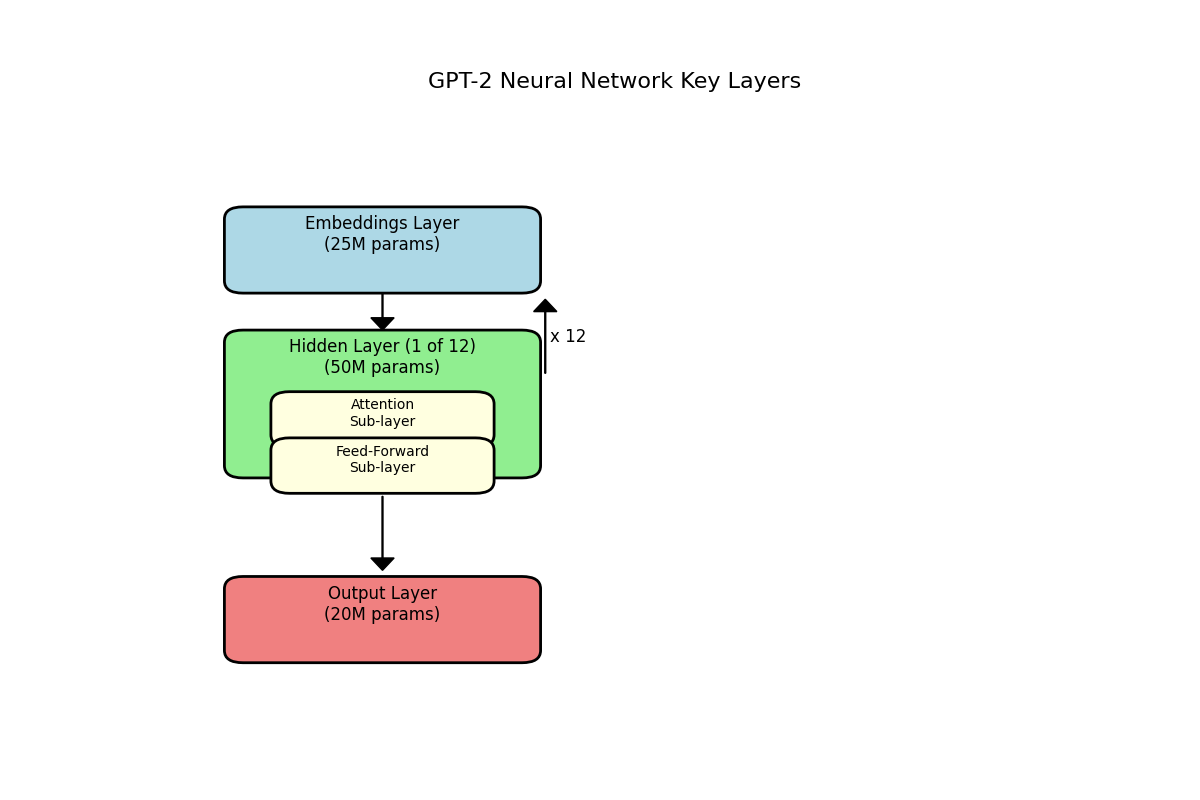 GPT-2 Neural Network Key Layers
Embeddings Layer
(25M params)
x 12
Hidden Layer (1 of 12)
(50M params)
Attention
Sub-layer
Feed-Forward
Sub-layer
Output Layer
(20M params)